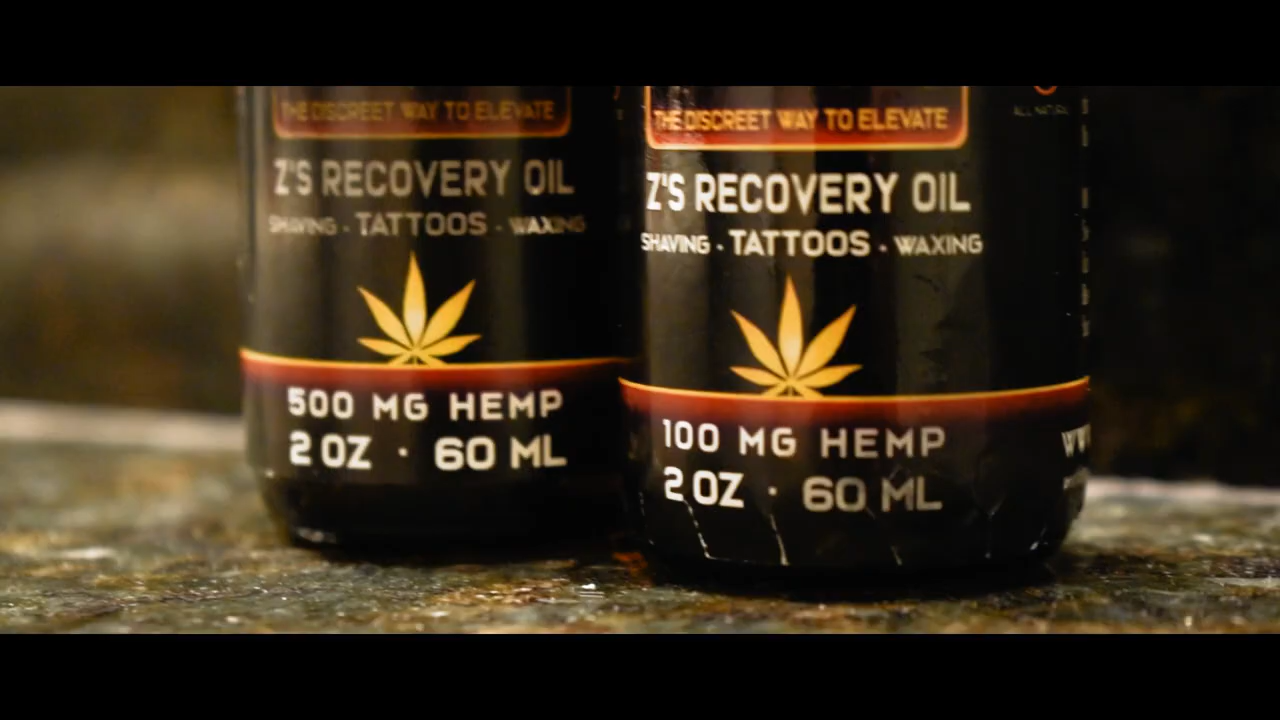 THE DISCREET WAY TO ELEVATE
Z'S RECOVERY OIL
SHAVING · TATTOOS · WAXING
500 MG HEMP
2 OZ · 60 ML
THE DISCREET WAY TO ELEVATE
Z'S RECOVERY OIL
SHAVING · TATTOOS · WAXING
100 MG HEMP
2 OZ · 60 ML
ALL NATURAL